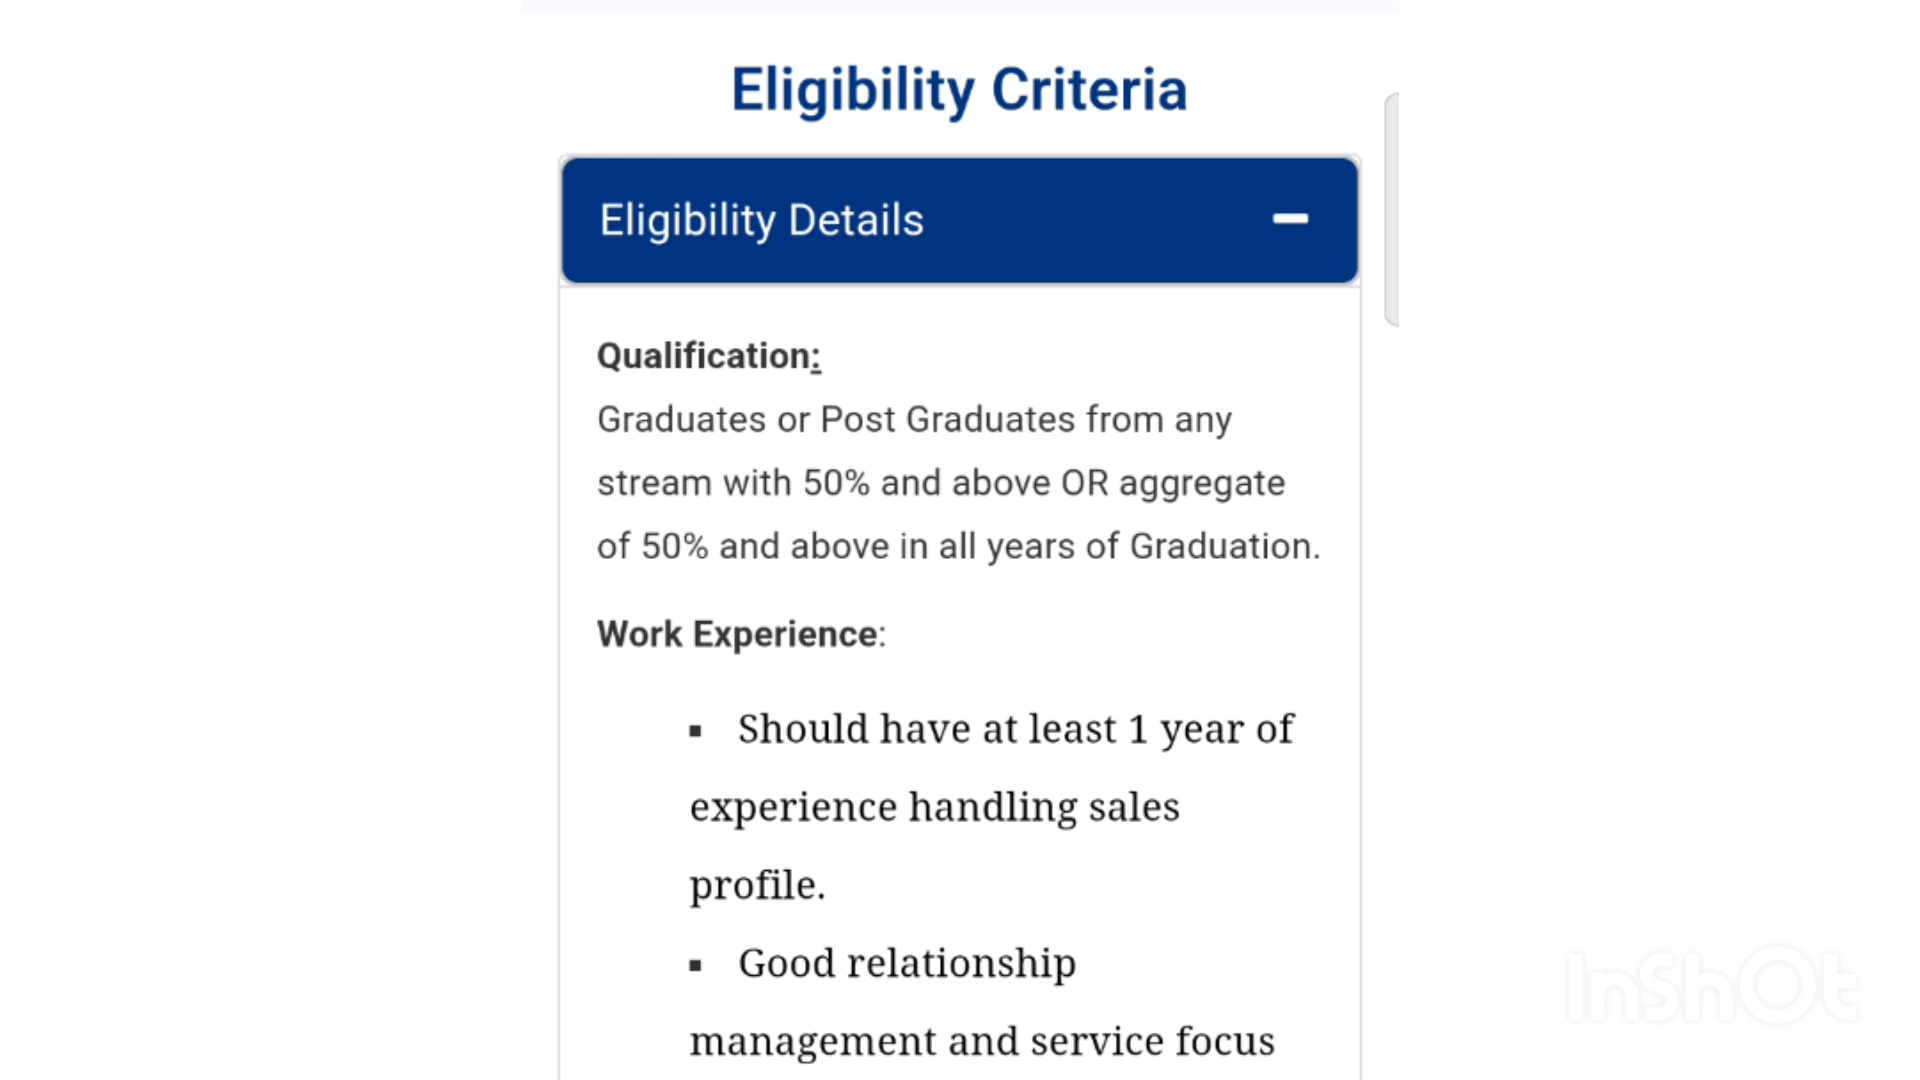 Eligibility Criteria
Eligibility Details
Qualification:
Graduates or Post Graduates from any
stream with 50% and above OR aggregate
of 50% and above in all years of Graduation.
Work Experience:
▪ Should have at least 1 year of
experience handling sales
profile.
▪ Good relationship
management and service focus
InShOt